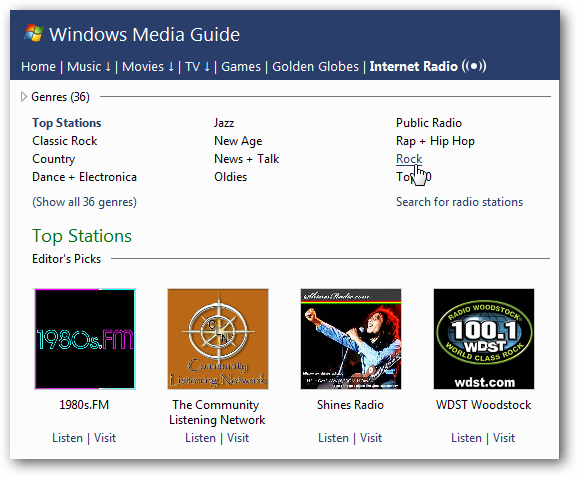 Windows Media Guide
Home | Music ↓ | Movies ↓ | TV ↓ | Games | Golden Globes | Internet Radio
Genres (36)
Top Stations Jazz Public Radio
Classic Rock New Age Rap + Hip Hop
Country News + Talk Rock
Dance + Electronica Oldies
(Show all 36 genres) Search for radio stations
Top Stations
Editor's Picks
1980s.FM
Community
Listening Network
ShinesRadio.com
RADIO WOODSTOCK
100.1
WDST
WORLD CLASS ROCK
wdst.com
1980s.FM The Community Listening Network Shines Radio WDST Woodstock
Listen | Visit Listen | Visit Listen | Visit Listen | Visit